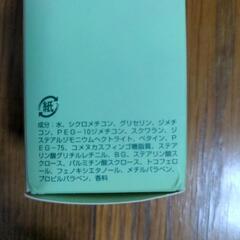 紙
成分：水、シクロメチコン、グリセリン、ジメチ
コン、PEG-10ジメチコン、スクワラン、ジ
ステアルジモニウムヘクトライト、ベタイン、P
EG-75、コメヌカスフィンゴ糖脂質、ステア
リン酸グリチルレチニル、BG、ステアリン酸ス
クロース、パルミチン酸スクロース、トコフェロ
ール、フェノキシエタノール、メチルパラベン、
プロピルパラベン、香料